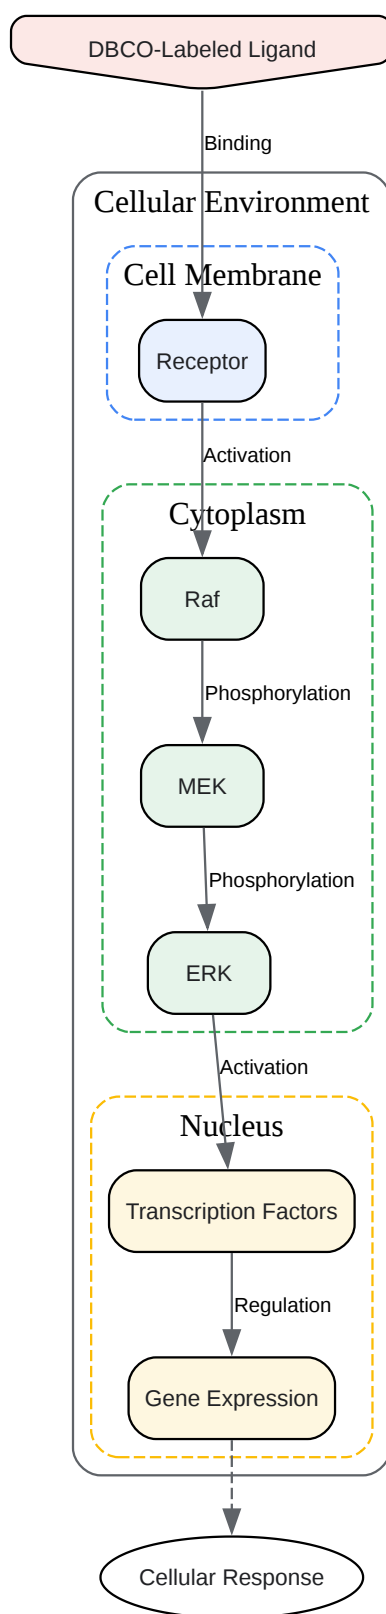 DBCO-Labeled Ligand
Binding
Cellular Environment
Cell Membrane
Receptor
Activation
Cytoplasm
Raf
Phosphorylation
MEK
Phosphorylation
ERK
Activation
Nucleus
Transcription Factors
Regulation
Gene Expression
Cellular Response